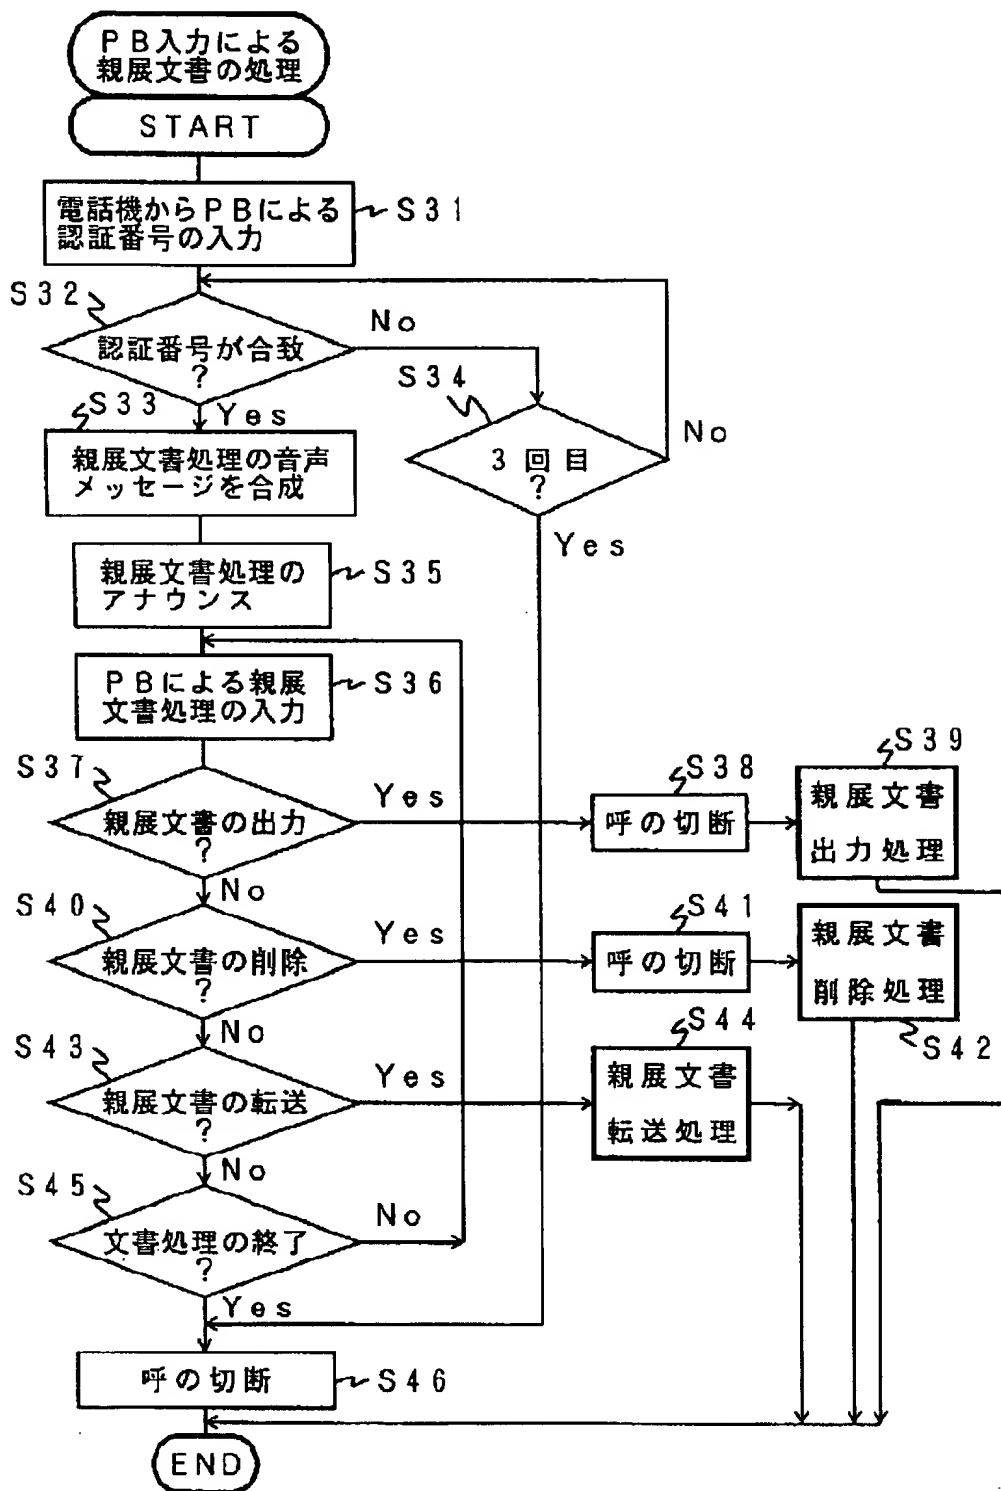 PB入力による
親展文書の処理
START
電話機からPBによる
認証番号の入力
S31
S32
認証番号が合致
?
No
Yes
S33
親展文書処理の音声
メッセージを合成
S34
3回目
?
No
Yes
親展文書処理の
アナウンス
S35
PBによる親展
文書処理の入力
S36
S37
親展文書の出力
?
Yes
No
S38
呼の切断
S39
親展文書
出力処理
S40
親展文書の削除
?
Yes
No
S41
呼の切断
親展文書
削除処理
S42
S43
親展文書の転送
?
Yes
No
S44
親展文書
転送処理
S45
文書処理の終了
?
No
Yes
呼の切断
S46
END